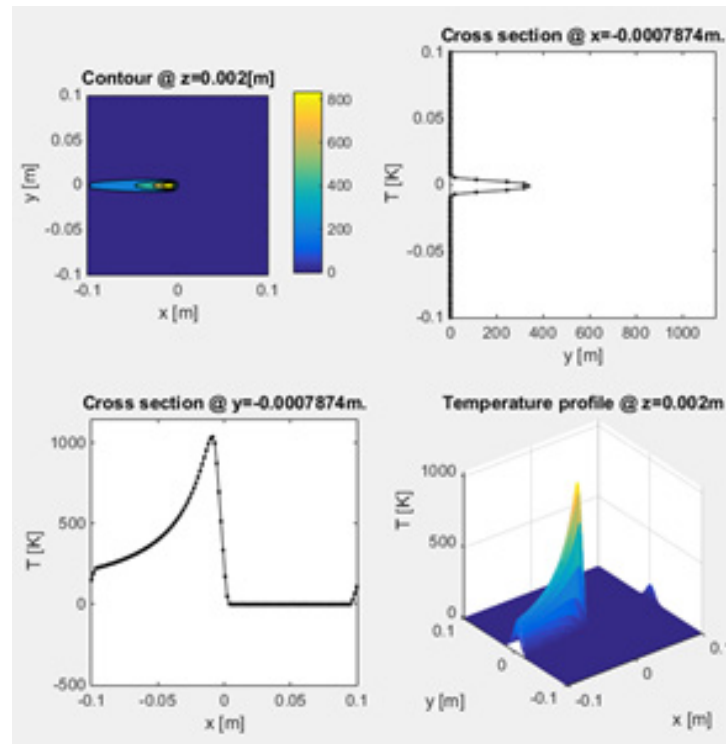 Contour @ z=0.002[m]
0.1
0.05
0
-0.05
-0.1
y [m]
-0.1
0
0.1
x [m]
800
600
400
200
0
Cross section @ x=-0.0007874m.
0.1
0.05
0
-0.05
-0.1
T [K]
0 200 400 600 800 1000
y [m]
Cross section @ y=-0.0007874m.
1000
500
0
-500
T [K]
-0.1 -0.05 0 0.05 0.1
x [m]
Temperature profile @ z=0.002m
1000
500
0
T [K]
0.1
0
-0.1
y [m]
-0.1
0
0.1
x [m]